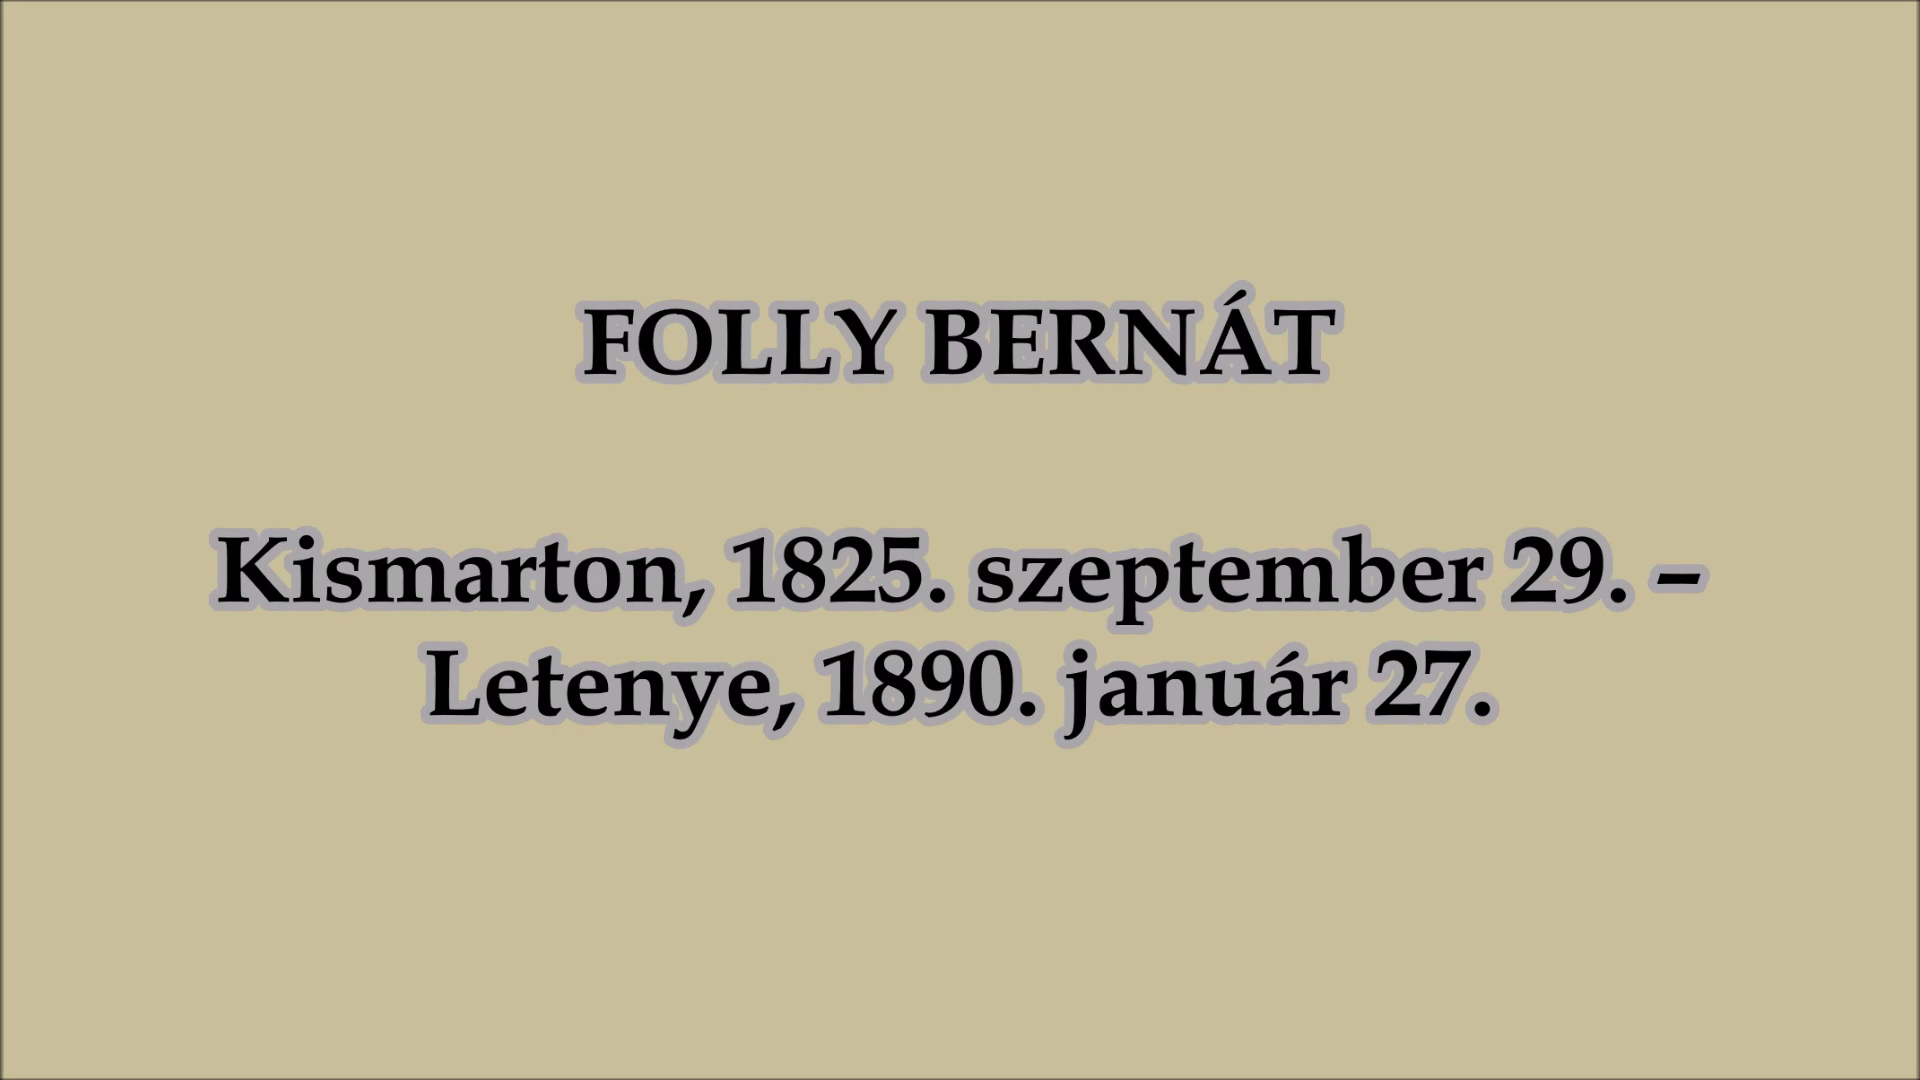 FOLLY BERNÁT
Kismarton, 1825. szeptember 29. –
Letenye, 1890. január 27.